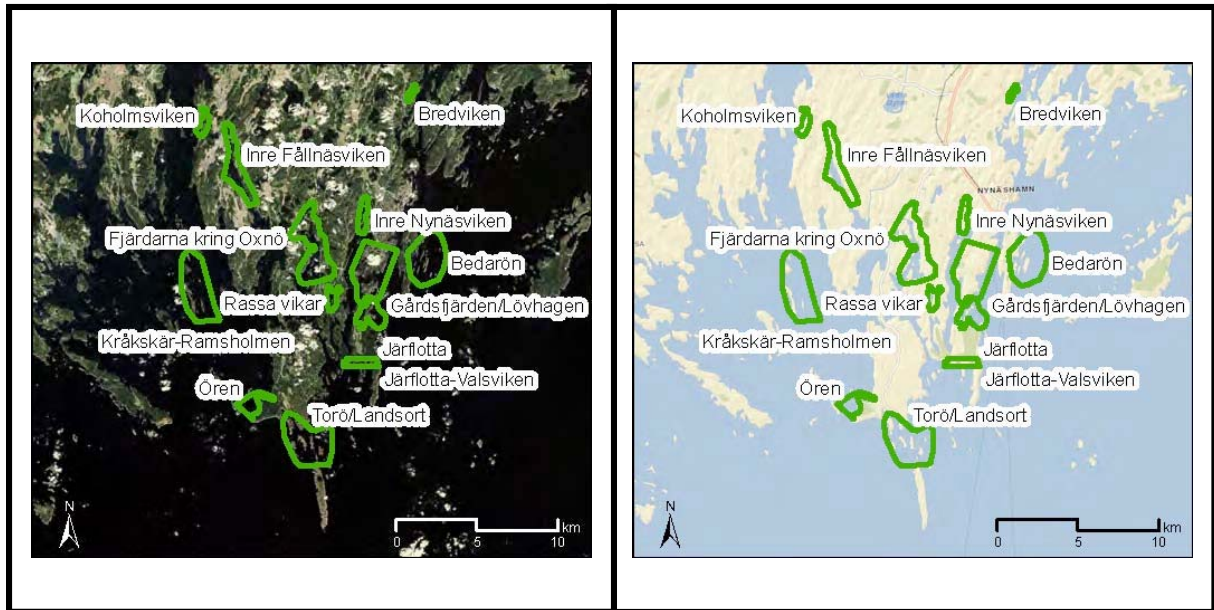 Bredviken
Koholmsviken
Inre Fållnäsviken
Inre Nynäsviken
Fjärdarna kring Oxnö
Bedarön
Rassa vikar
Gårdsfjärden/Lövhagen
Kråkskär-Ramsholmen
Järflotta
Järflotta-Valsviken
Ören
Torö/Landsort
N
km
0 5 10
Bredviken
Koholmsviken
Inre Fållnäsviken
NYNÄSHAMN
Inre Nynäsviken
Fjärdarna kring Oxnö
Bedarön
Rassa vikar
Gårdsfjärden/Lövhagen
Kråkskär-Ramsholmen
Järflotta
Järflotta-Valsviken
Ören
Torö/Landsort
N
km
0 5 10